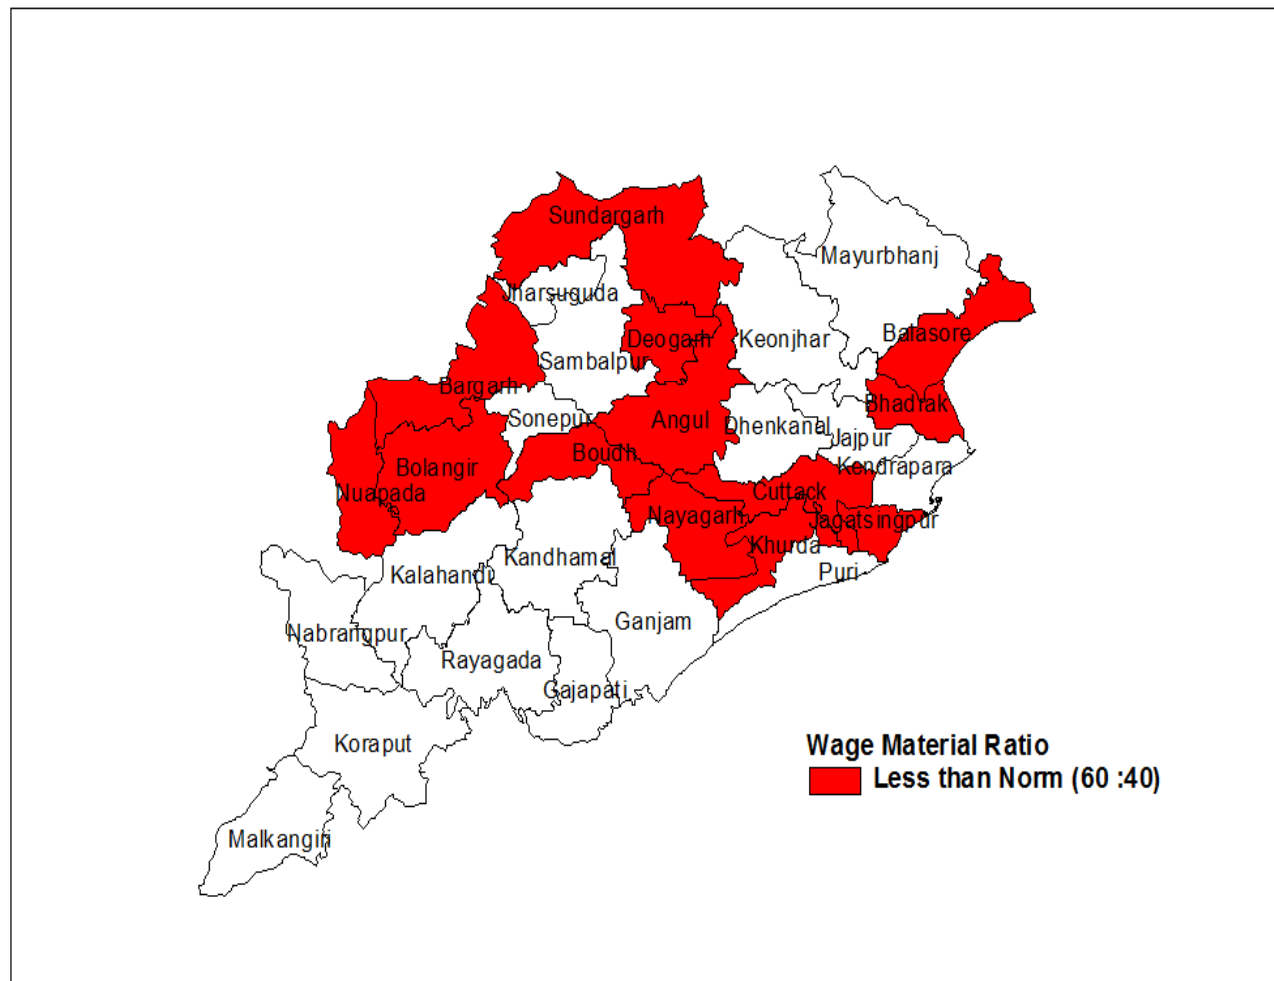 Sundargarh
Mayurbhanj
Jharsuguda
Balasore
Deogarh
Keonjhar
Sambalpur
Bargarh
Bhadrak
Sonepur
Angul
Dhenkanal
Jajpur
Boudh
Bolangir
Kendrapara
Nuapada
Cuttack
Nayagarh
Jagatsingpur
Khurda
Kandhamal
Puri
Kalahandi
Ganjam
Nabrangpur
Rayagada
Gajapati
Koraput
Wage Material Ratio
Less than Norm (60 :40)
Malkangiri